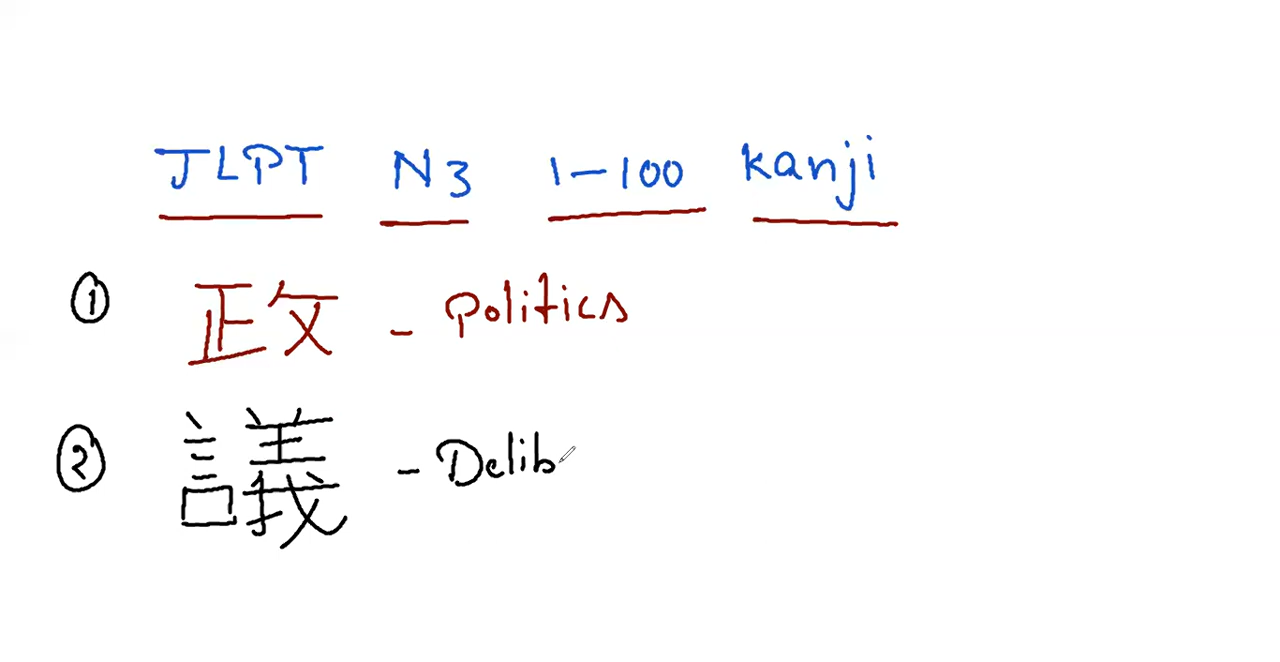 JLPT N3 1-100 Kanji
① 政 - Politics
② 議 - Delib